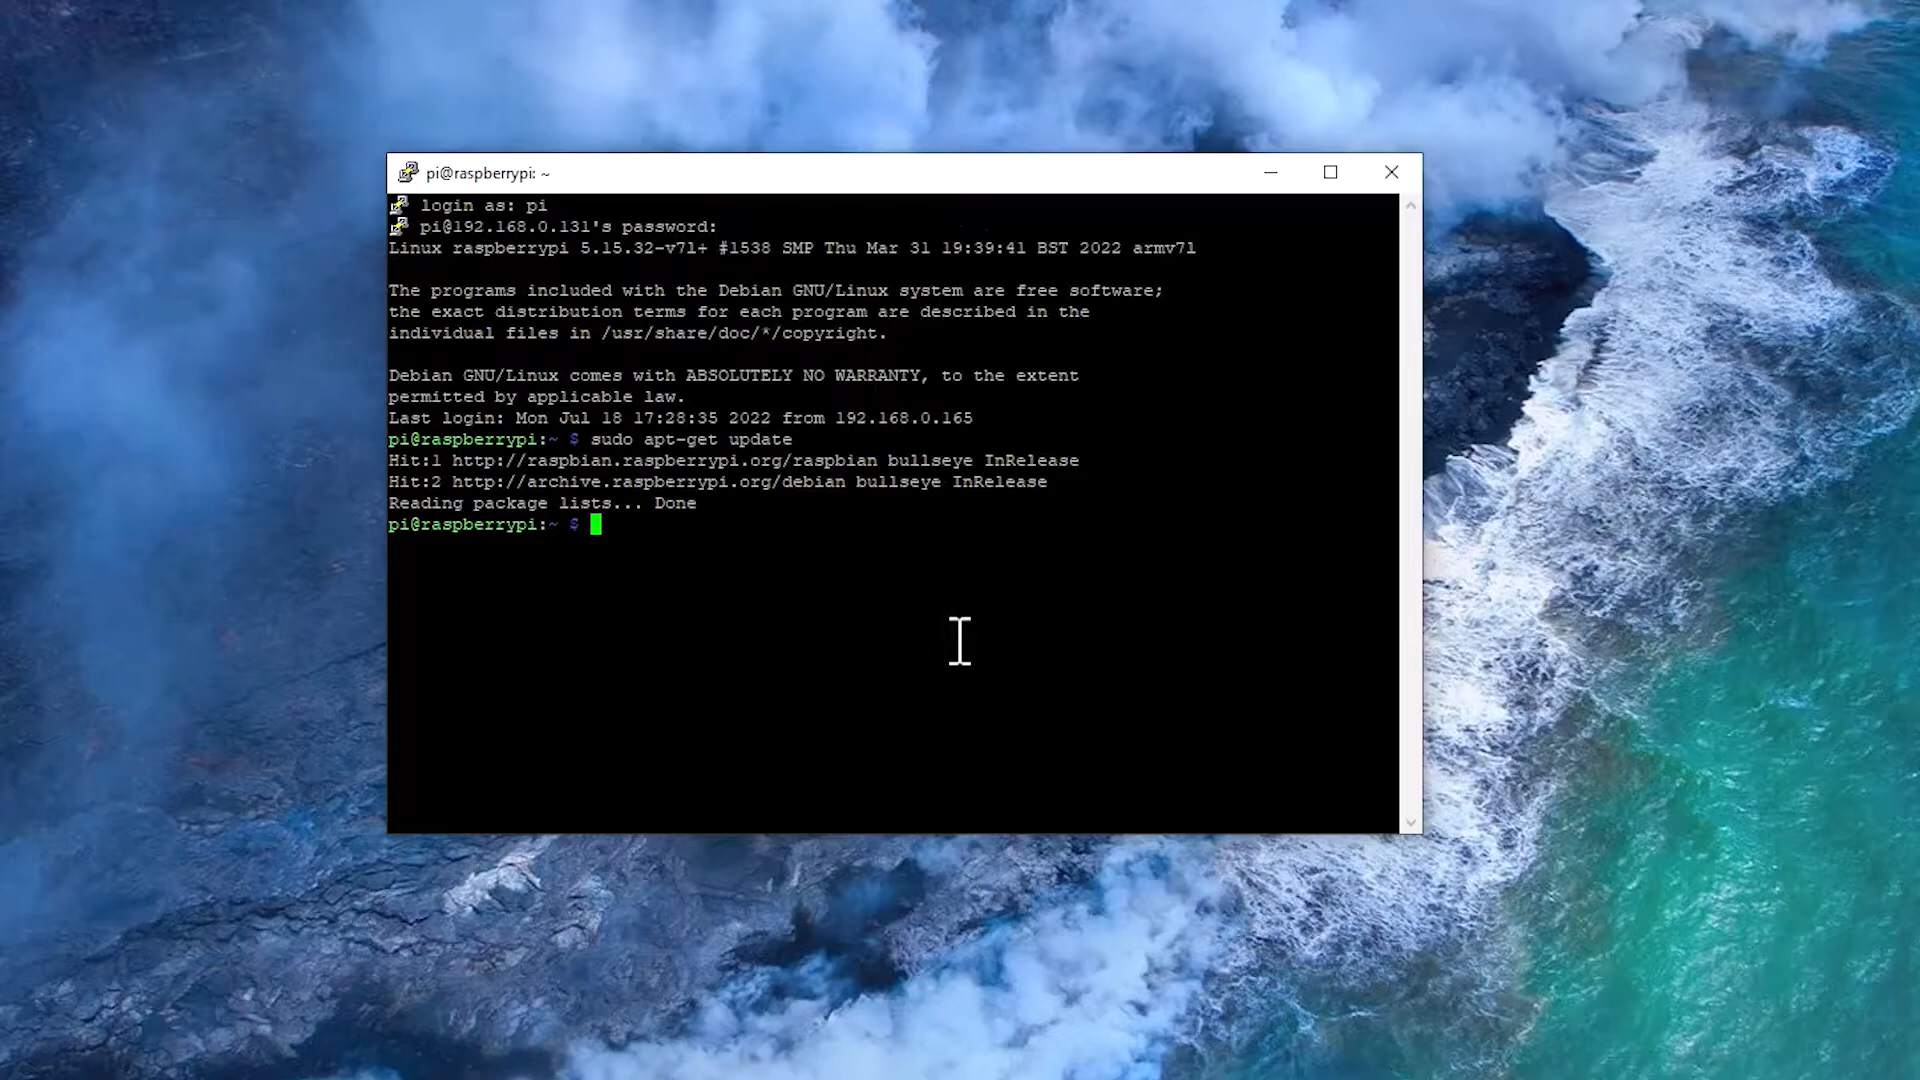 pi@raspberrypi: ~
login as: pi
pi@192.168.0.131's password:
Linux raspberrypi 5.15.32-v7l+ #1538 SMP Thu Mar 31 19:39:41 BST 2022 armv7l
The programs included with the Debian GNU/Linux system are free software;
the exact distribution terms for each program are described in the
individual files in /usr/share/doc/*/copyright.
Debian GNU/Linux comes with ABSOLUTELY NO WARRANTY, to the extent
permitted by applicable law.
Last login: Mon Jul 18 17:28:35 2022 from 192.168.0.165
pi@raspberrypi:~ $ sudo apt-get update
Hit:1 http://raspbian.raspberrypi.org/raspbian bullseye InRelease
Hit:2 http://archive.raspberrypi.org/debian bullseye InRelease
Reading package lists... Done
pi@raspberrypi:~ $